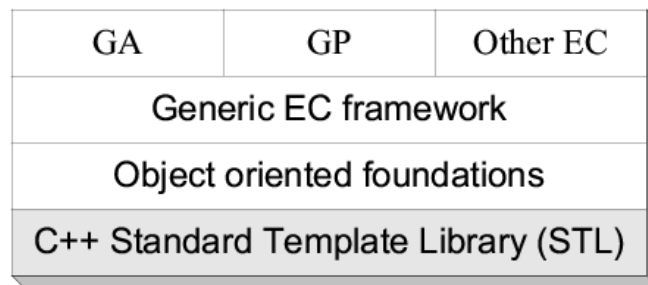 GA GP Other EC
Generic EC framework
Object oriented foundations
C++ Standard Template Library (STL)